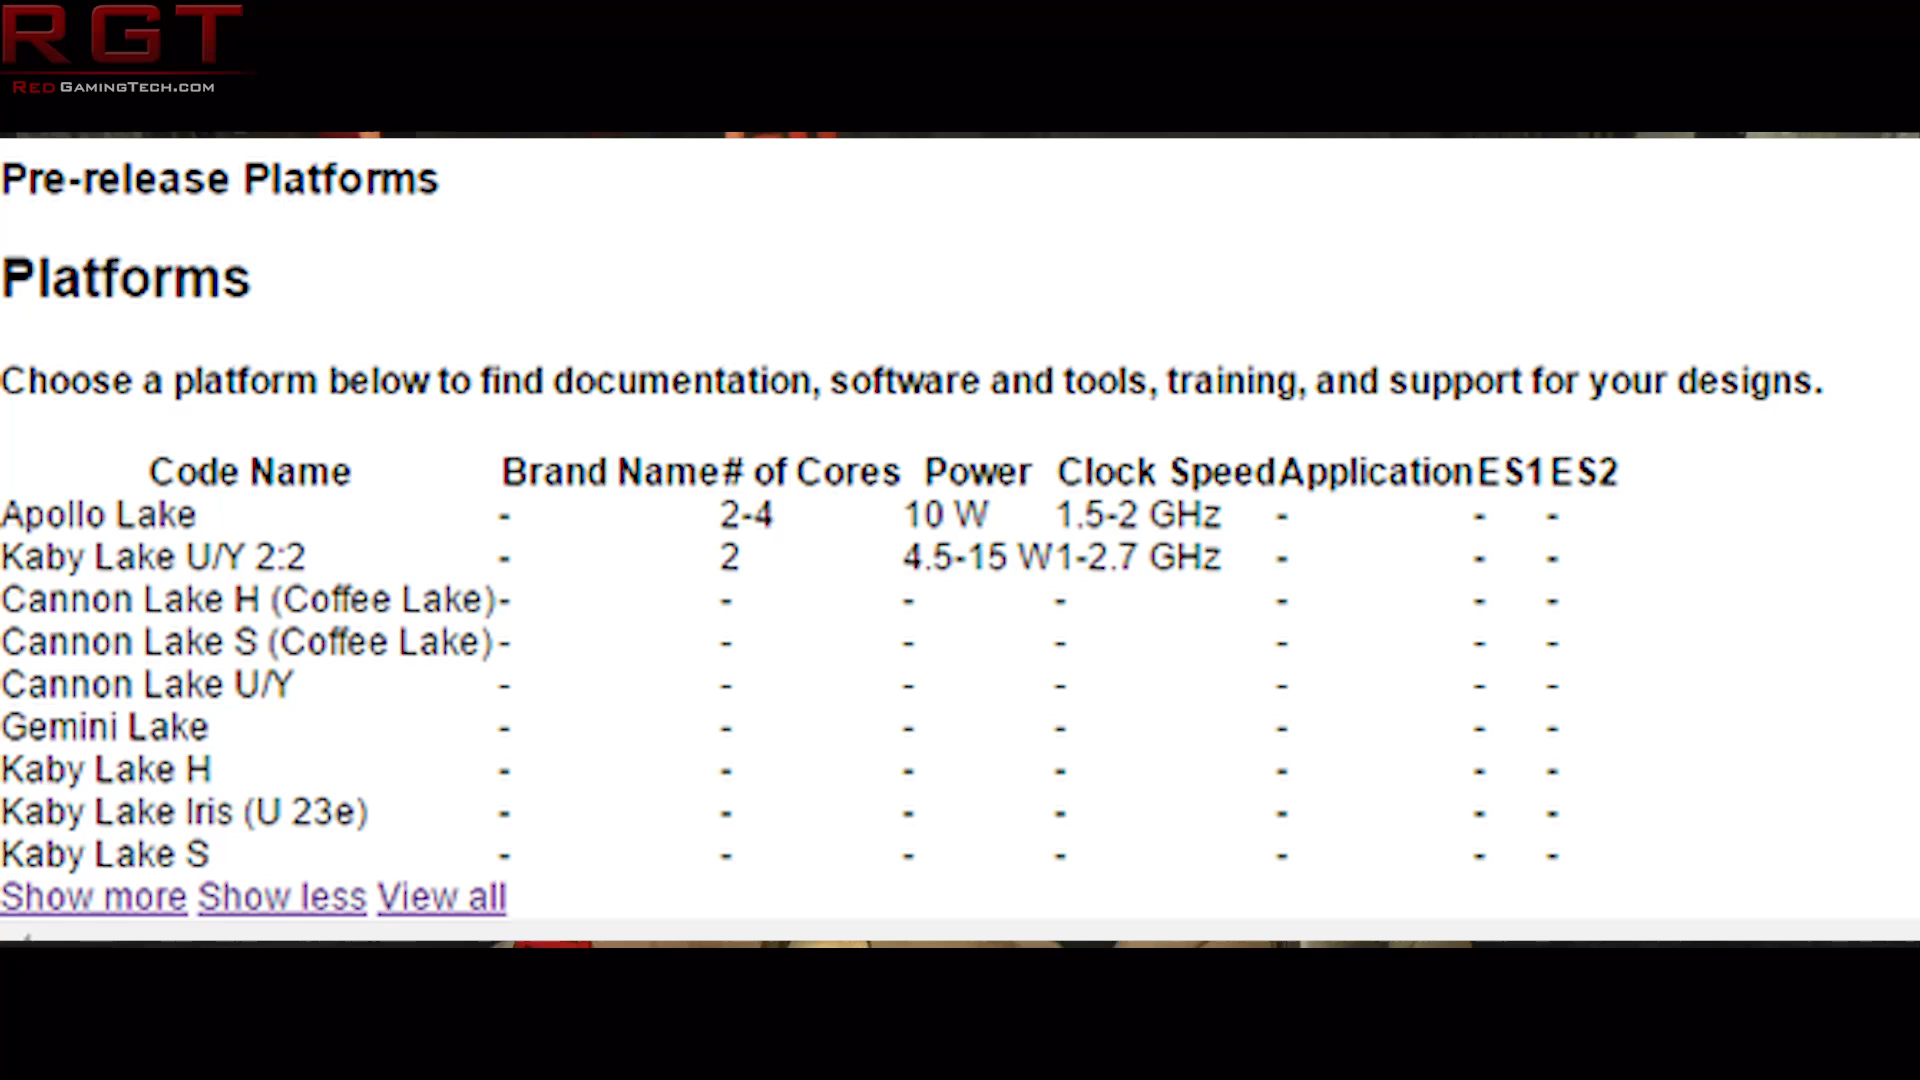 RGT
RED GAMINGTECH.COM
Pre-release Platforms
Platforms
Choose a platform below to find documentation, software and tools, training, and support for your designs.
Code Name Brand Name # of Cores Power Clock Speed Application ES1 ES2
Apollo Lake - 2-4 10 W 1.5-2 GHz - - -
Kaby Lake U/Y 2:2 - 2 4.5-15 W 1-2.7 GHz - - -
Cannon Lake H (Coffee Lake) - - - - - - -
Cannon Lake S (Coffee Lake) - - - - - - -
Cannon Lake U/Y - - - - - - -
Gemini Lake - - - - - - -
Kaby Lake H - - - - - - -
Kaby Lake Iris (U 23e) - - - - - - -
Kaby Lake S - - - - - - -
Show more Show less View all